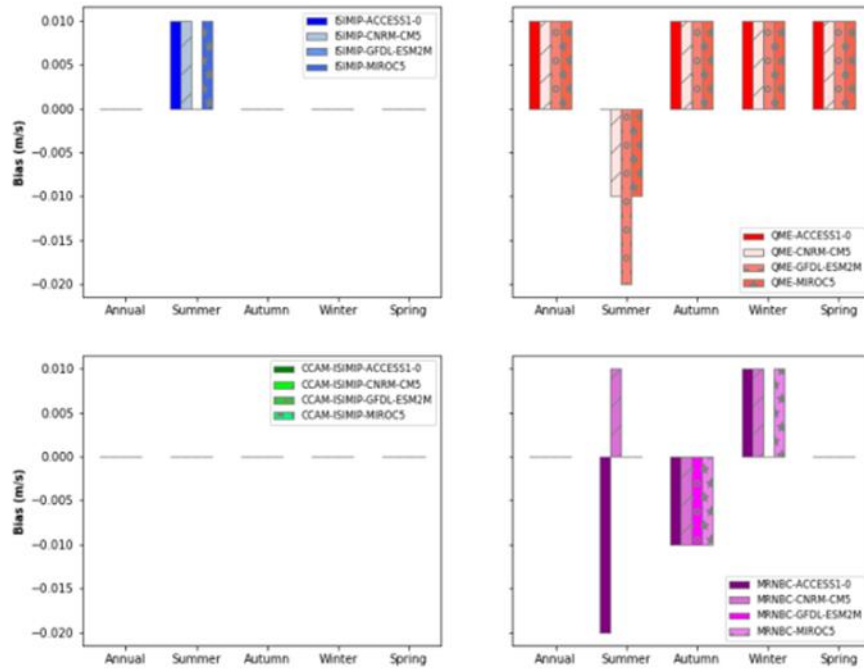 0.010
0.005
0.000
−0.005
−0.010
−0.015
−0.020
Bias (m/s)
ISIMIP-ACCESS1-0
ISIMIP-CNRM-CM5
ISIMIP-GFDL-ESM2M
ISIMIP-MIROC5
Annual Summer Autumn Winter Spring
QME-ACCESS1-0
QME-CNRM-CM5
QME-GFDL-ESM2M
QME-MIROC5
Annual Summer Autumn Winter Spring
0.010
0.005
0.000
−0.005
−0.010
−0.015
−0.020
Bias (m/s)
CCAM-ISIMIP-ACCESS1-0
CCAM-ISIMIP-CNRM-CM5
CCAM-ISIMIP-GFDL-ESM2M
CCAM-ISIMIP-MIROC5
Annual Summer Autumn Winter Spring
MRNBC-ACCESS1-0
MRNBC-CNRM-CM5
MRNBC-GFDL-ESM2M
MRNBC-MIROC5
Annual Summer Autumn Winter Spring